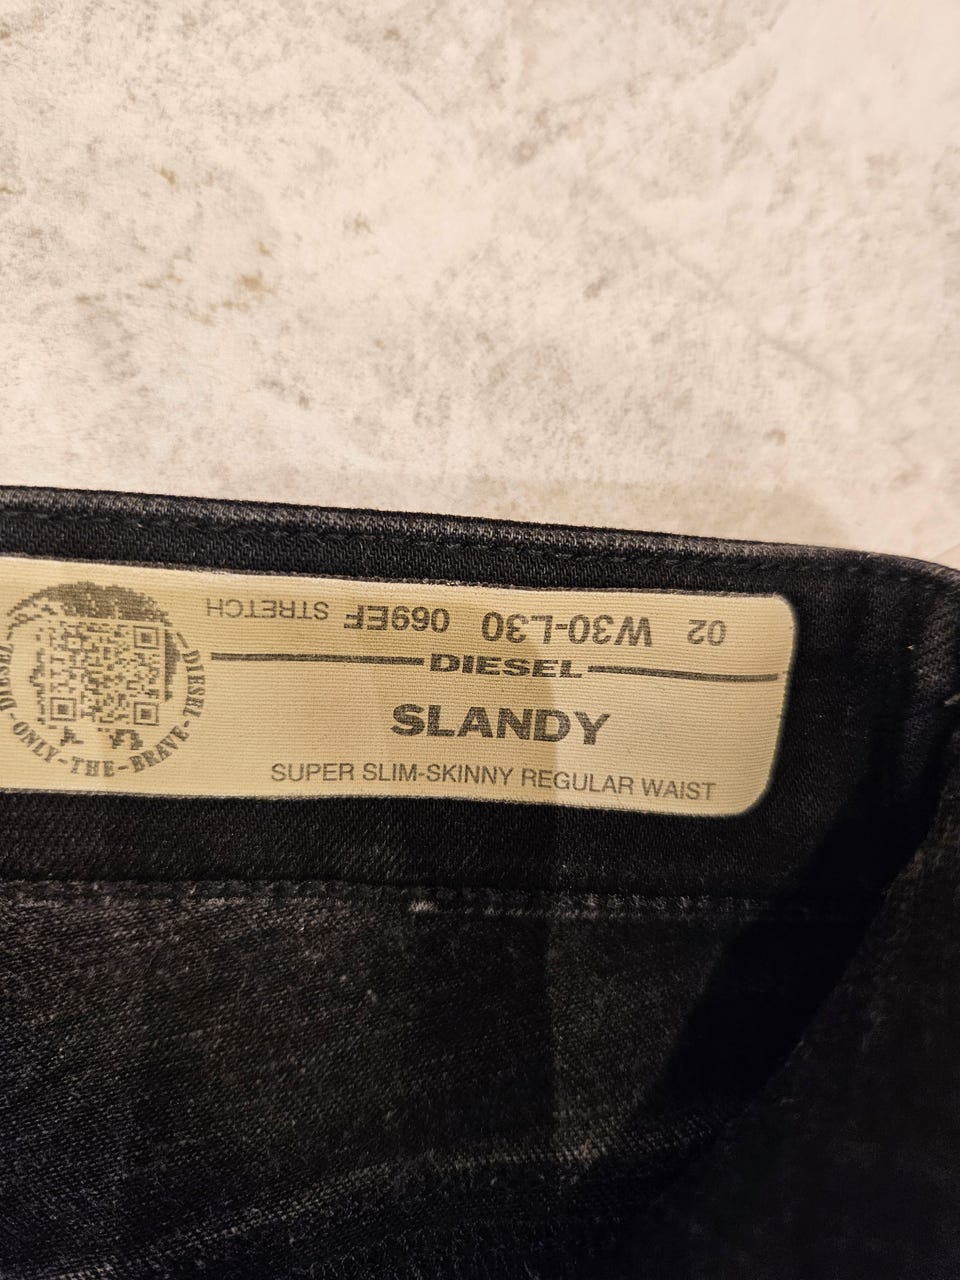 02 W30-L30 069EF STRETCH
DIESEL
SLANDY
SUPER SLIM-SKINNY REGULAR WAIST
DIESEL-ONLY-THE-BRAVE-DIESEL